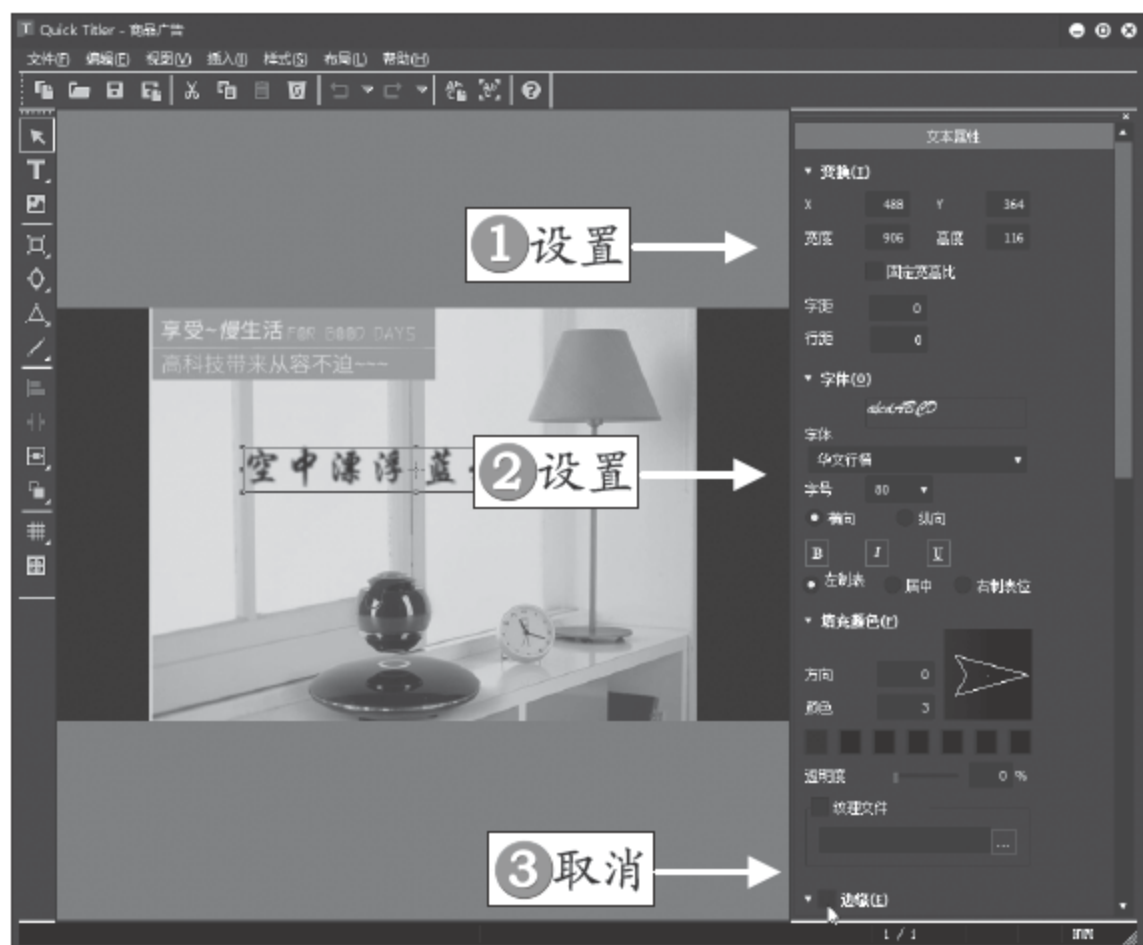 Quick Titler - 商品广告
文件(F) 编辑(E) 视图(V) 插入(I) 样式(S) 布局(L) 帮助(H)
文本属性
变换(I)
X 488 Y 364
宽度 906 高度 116
固定宽高比
字距 0
行距 0
字体(O)
abcdABCD
字体
华文行楷
字号 80
横向 纵向
B I U
左制表 居中 右制表位
填充颜色(F)
方向 0
颜色 3
透明度 0 %
纹理文件
...
边缘(E)
1 / 1
1设置
享受~慢生活
高科技带来从容不迫~~~
空中漂浮 蓝
2设置
3取消